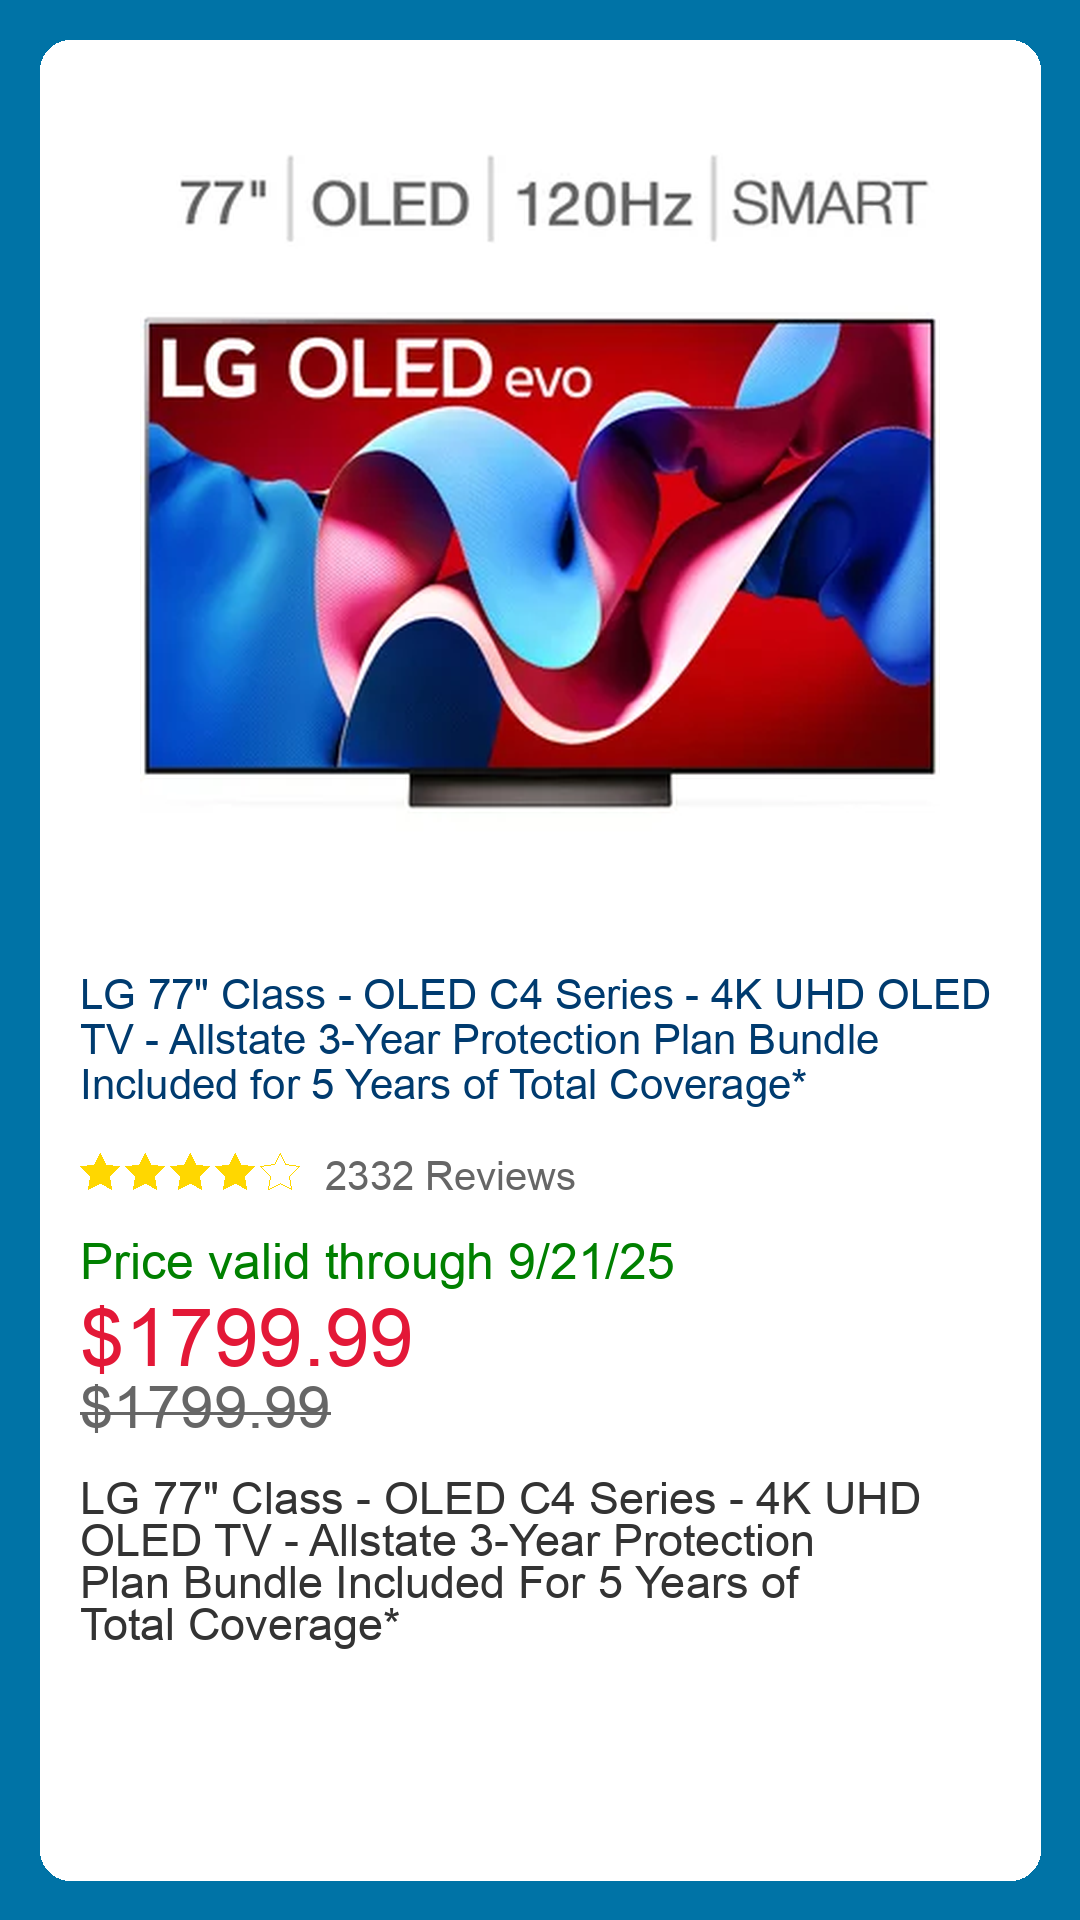 77" OLED 120Hz SMART
LG OLED evo
LG 77" Class - OLED C4 Series - 4K UHD OLED
TV - Allstate 3-Year Protection Plan Bundle
Included for 5 Years of Total Coverage*
2332 Reviews
Price valid through 9/21/25
$1799.99
$1799.99
LG 77" Class - OLED C4 Series - 4K UHD
OLED TV - Allstate 3-Year Protection
Plan Bundle Included For 5 Years of
Total Coverage*